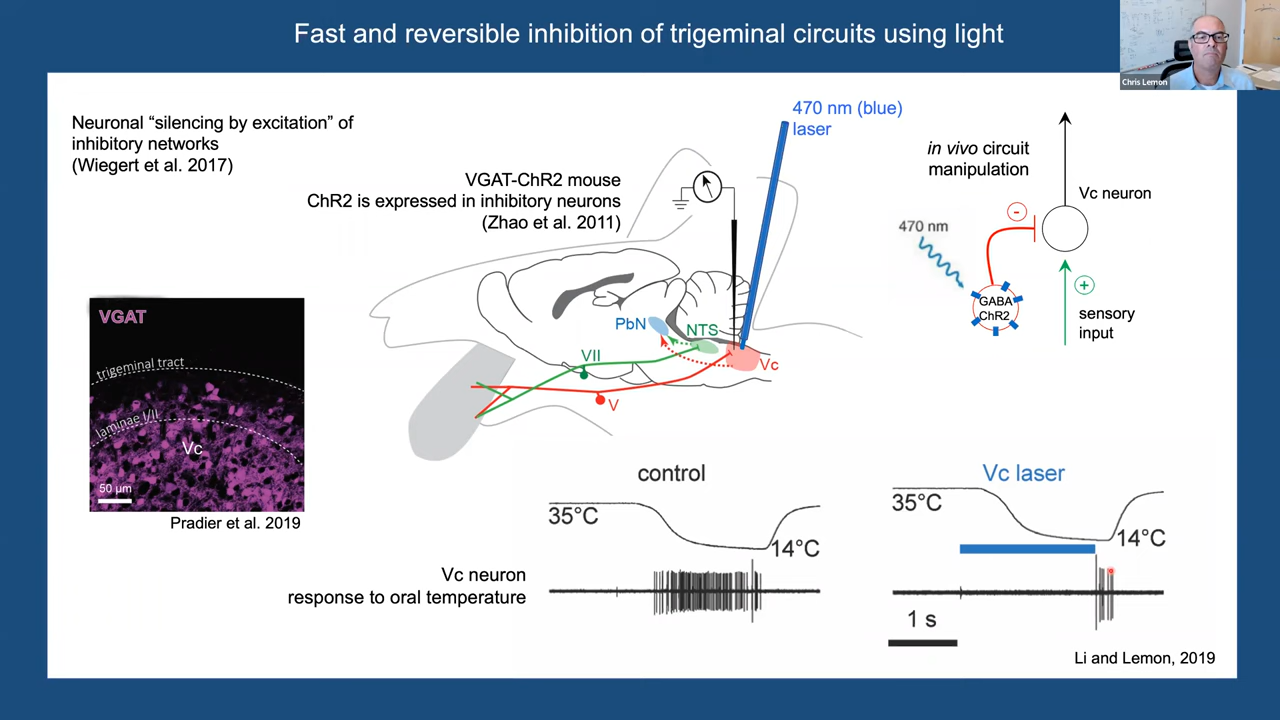 Fast and reversible inhibition of trigeminal circuits using light
Chris Lemon
Neuronal “silencing by excitation” of
inhibitory networks
(Wiegert et al. 2017)
VGAT-ChR2 mouse
ChR2 is expressed in inhibitory neurons
(Zhao et al. 2011)
470 nm (blue)
laser
in vivo circuit
manipulation
Vc neuron
-
470 nm
GABA
ChR2
+
sensory
input
PbN
NTS
Vc
VII
V
VGAT
trigeminal tract
laminae I/II
Vc
50 µm
Pradier et al. 2019
control
35°C
14°C
Vc neuron
response to oral temperature
Vc laser
35°C
14°C
1 s
Li and Lemon, 2019